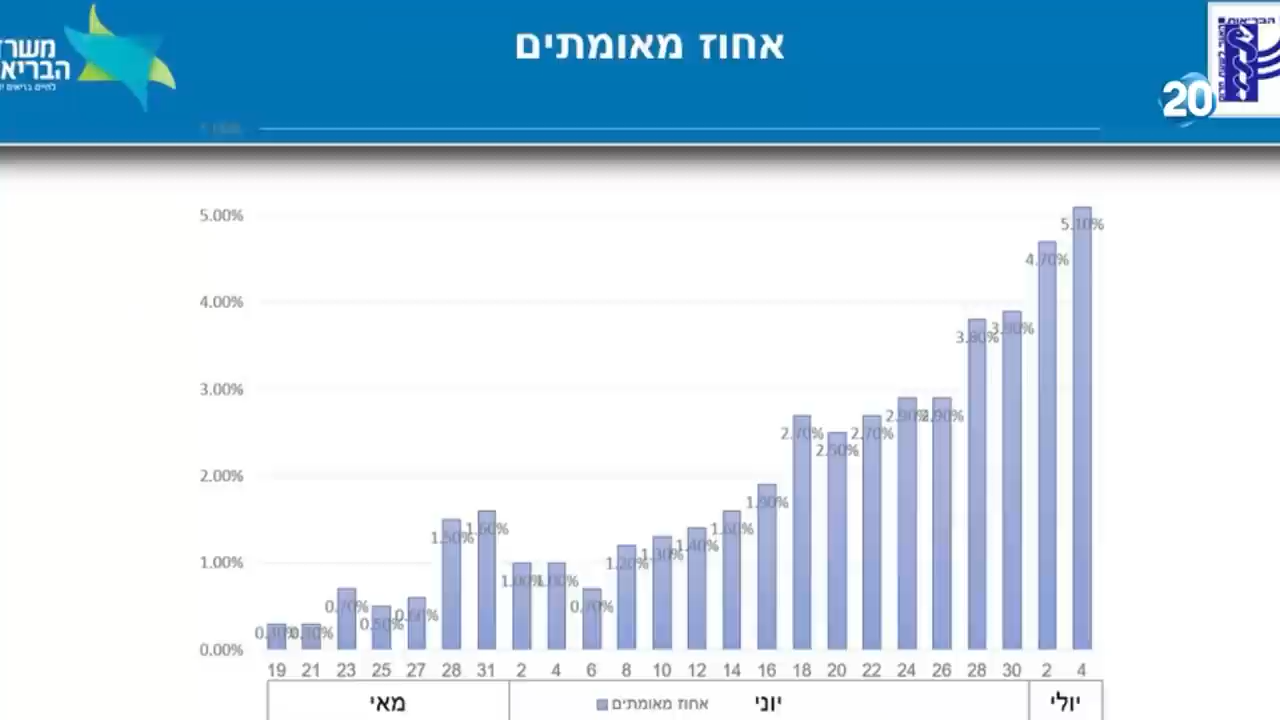 אחוז מאומתים
משרד
הבריא
לחיים בריאים
20
הבריאות
5.00%
4.00%
3.00%
2.00%
1.00%
0.00%
0.30% 0.30% 0.70% 0.50% 0.60% 1.50% 1.60% 1.00% 1.00% 0.70% 1.20% 1.30% 1.40% 1.60% 1.90% 2.70% 2.50% 2.70% 2.90% 2.90% 3.80% 3.90% 4.70% 5.10%
19 21 23 25 27 28 31 2 4 6 8 10 12 14 16 18 20 22 24 26 28 30 2 4
מאי יוני יולי
אחוז מאומתים